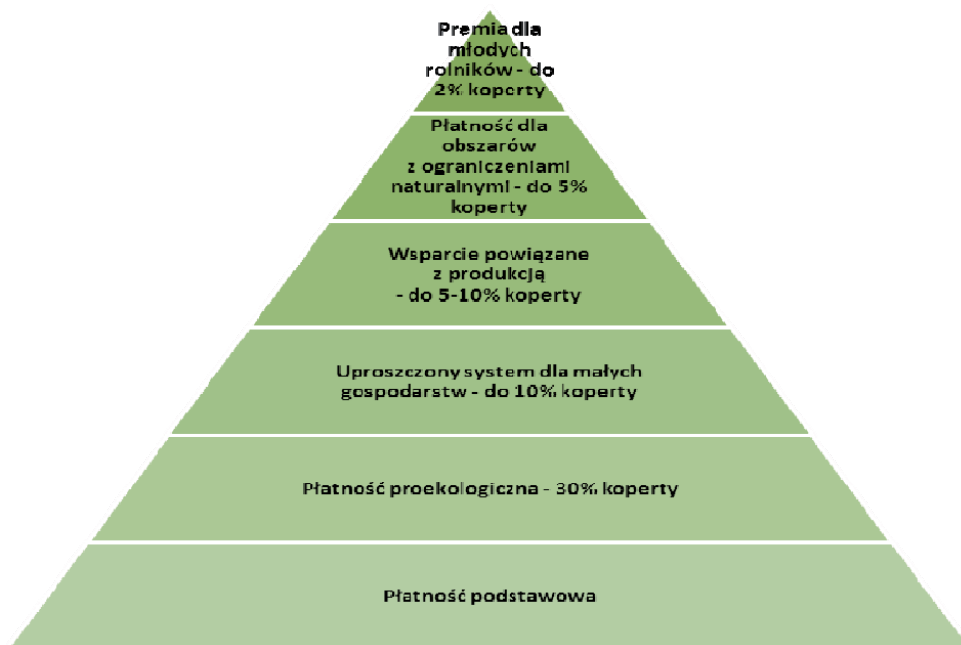 Premia dla
młodych
rolników - do
2% koperty
Płatność dla
obszarów
z ograniczeniami
naturalnymi - do 5%
koperty
Wsparcie powiązane
z produkcją
- do 5-10% koperty
Uproszczony system dla małych
gospodarstw - do 10% koperty
Płatność proekologiczna - 30% koperty
Płatność podstawowa